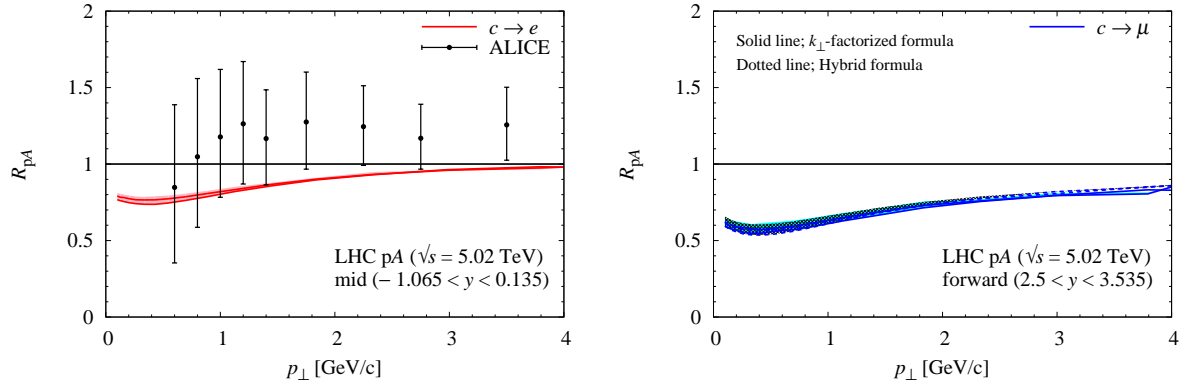 2
1.5
1
0.5
0
0
1
2
3
4
R_pA
p⊥ [GeV/c]
c → e
ALICE
LHC pA (√s = 5.02 TeV)
mid (− 1.065 < y < 0.135)
2
1.5
1
0.5
0
0
1
2
3
4
R_pA
p⊥ [GeV/c]
Solid line; k⊥-factorized formula
Dotted line; Hybrid formula
c → μ
LHC pA (√s = 5.02 TeV)
forward (2.5 < y < 3.535)